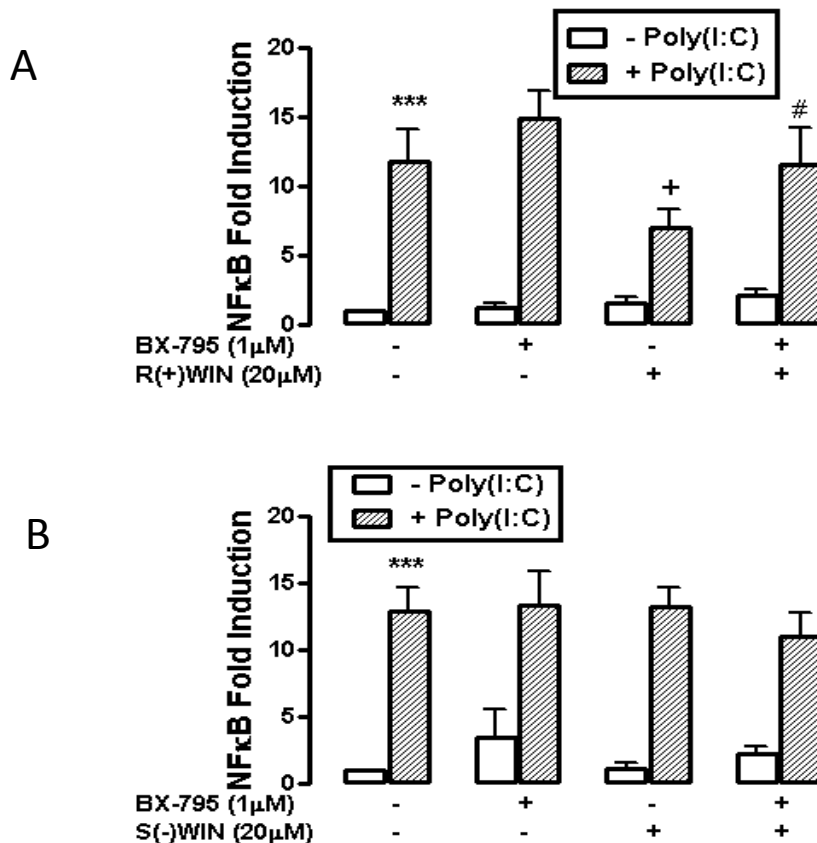 A
- Poly(I:C)
+ Poly(I:C)
20
15
10
5
0
NFκB Fold Induction
***
+
#
BX-795 (1μM) - + - +
R(+)WIN (20μM) - - + +
B
- Poly(I:C)
+ Poly(I:C)
20
15
10
5
0
NFκB Fold Induction
***
BX-795 (1μM) - + - +
S(-)WIN (20μM) - - + +